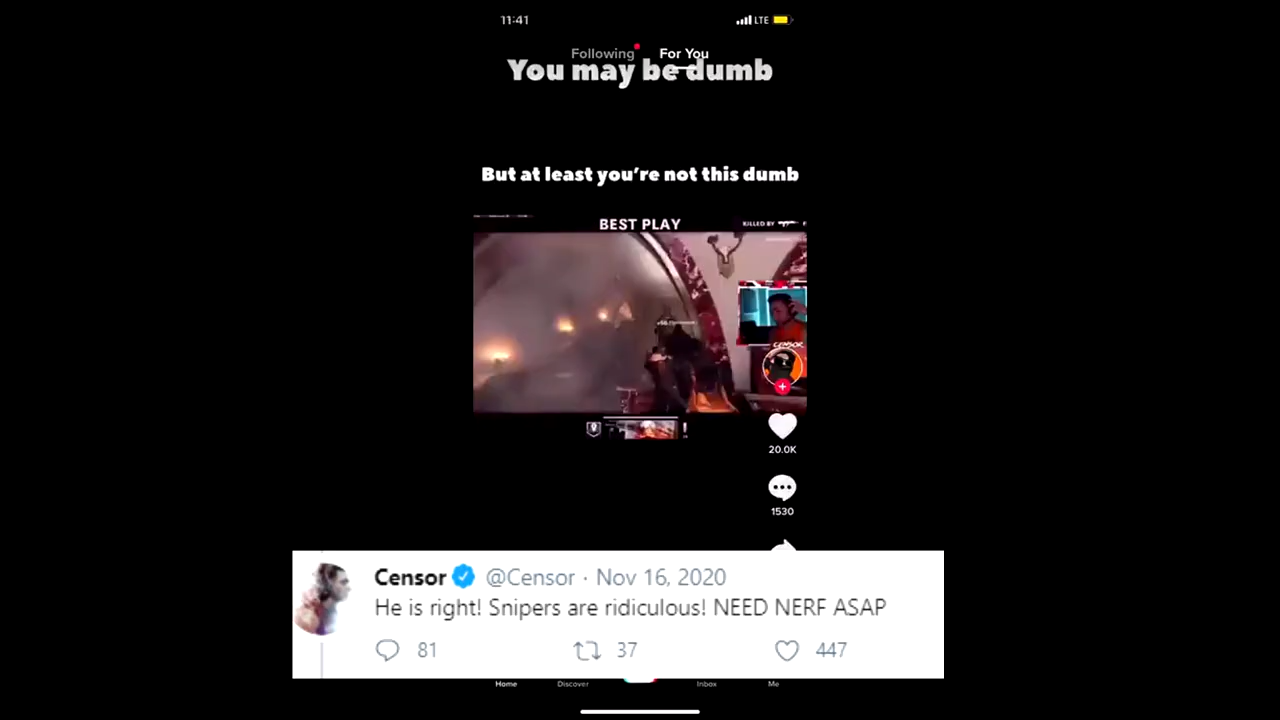 11:41
LTE
Following
For You
You may be dumb
But at least you're not this dumb
BEST PLAY
KILLED BY
CENSOR
20.0K
1530
Censor @Censor · Nov 16, 2020
He is right! Snipers are ridiculous! NEED NERF ASAP
81 37 447
Home Discover Inbox Me